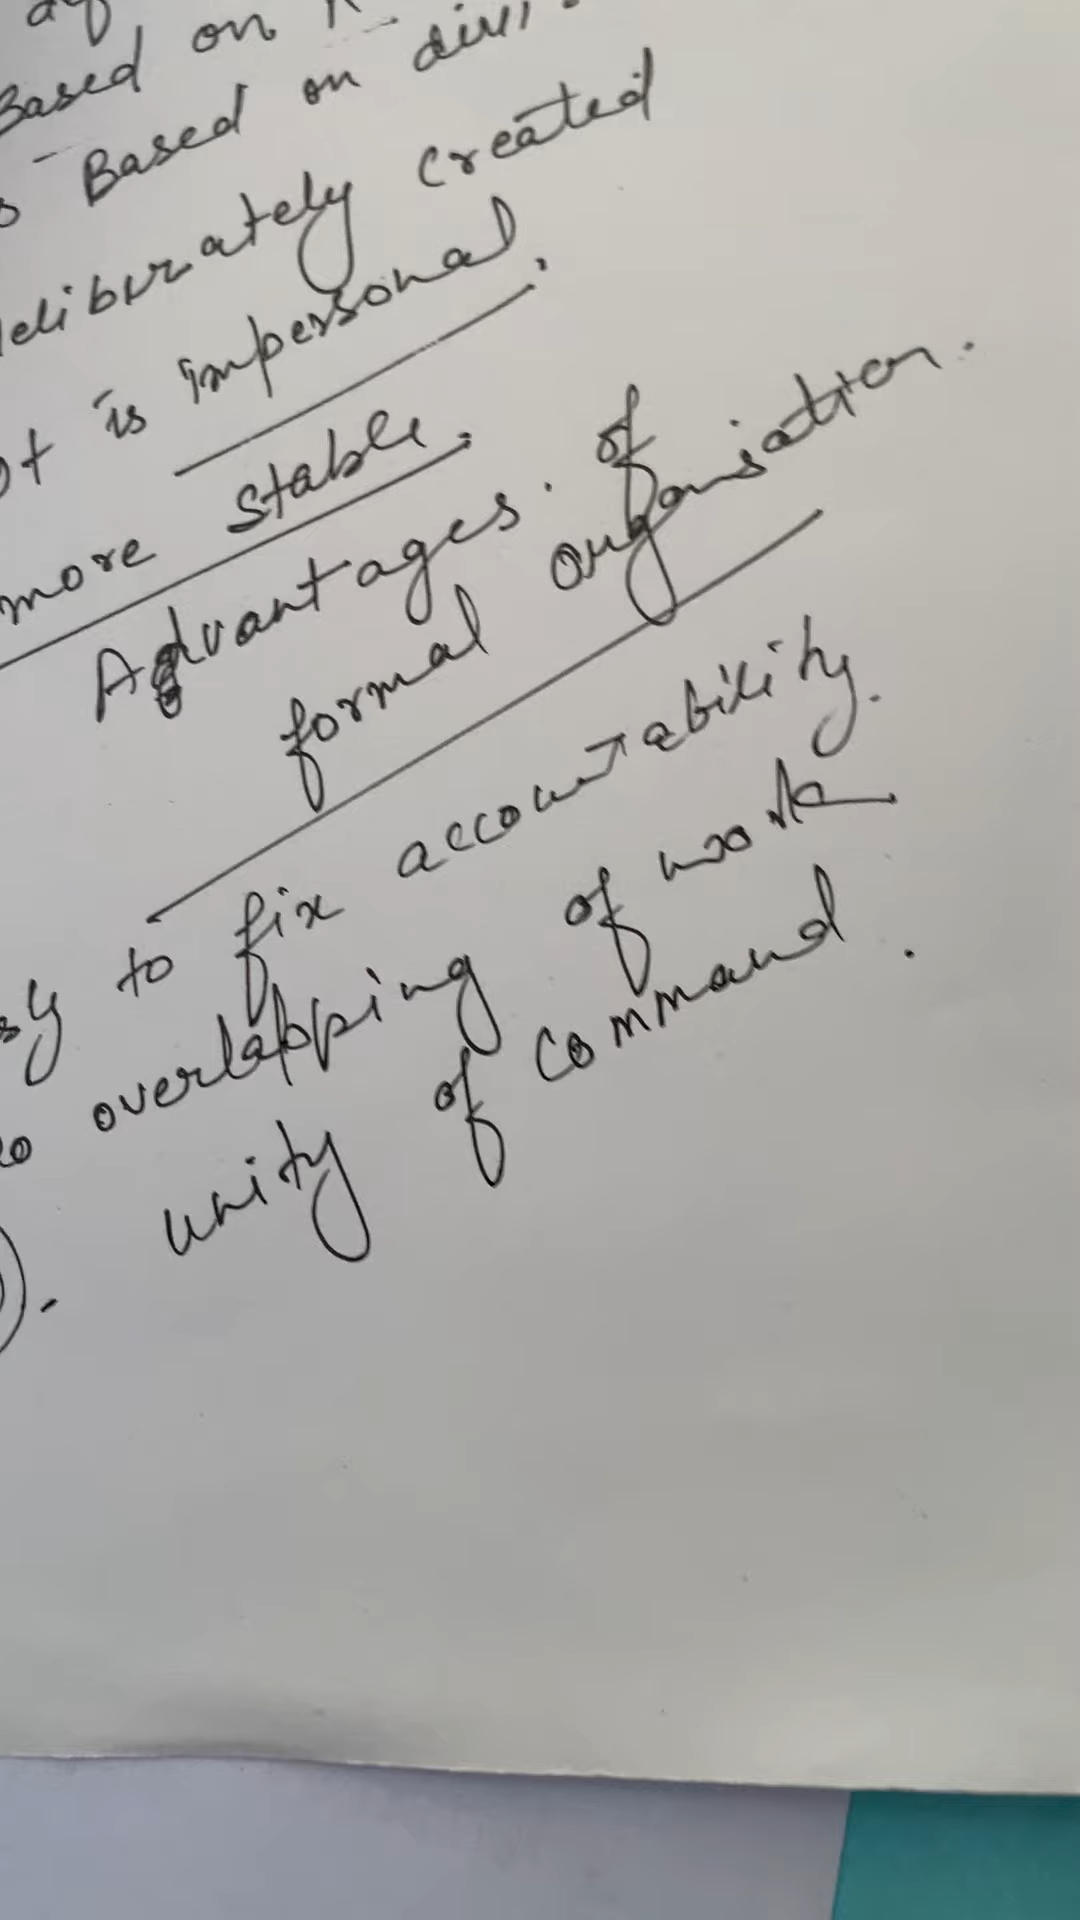 Based on
Based on
deliburately created
It is impersonal.
more stable.
Advantages. of
formal organisation.
to fix accountability.
overlapping of work
unity of command.